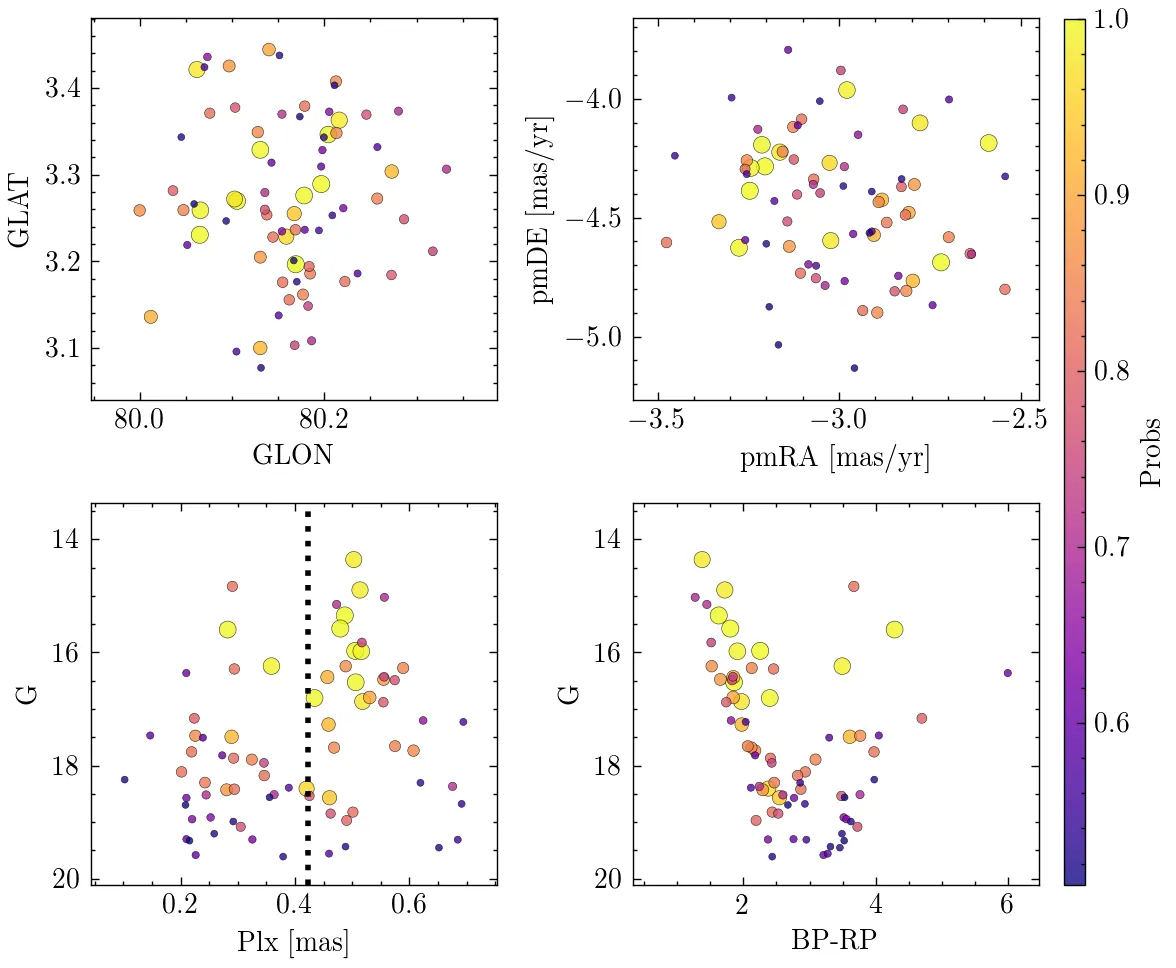 3.4
3.3
3.2
3.1
GLAT
80.0 80.2
GLON
−4.0
−4.5
−5.0
pmDE [mas/yr]
−3.5 −3.0 −2.5
pmRA [mas/yr]
14
16
18
20
G
0.2 0.4 0.6
Plx [mas]
14
16
18
20
G
2 4 6
BP-RP
1.0
0.9
0.8
0.7
0.6
Probs